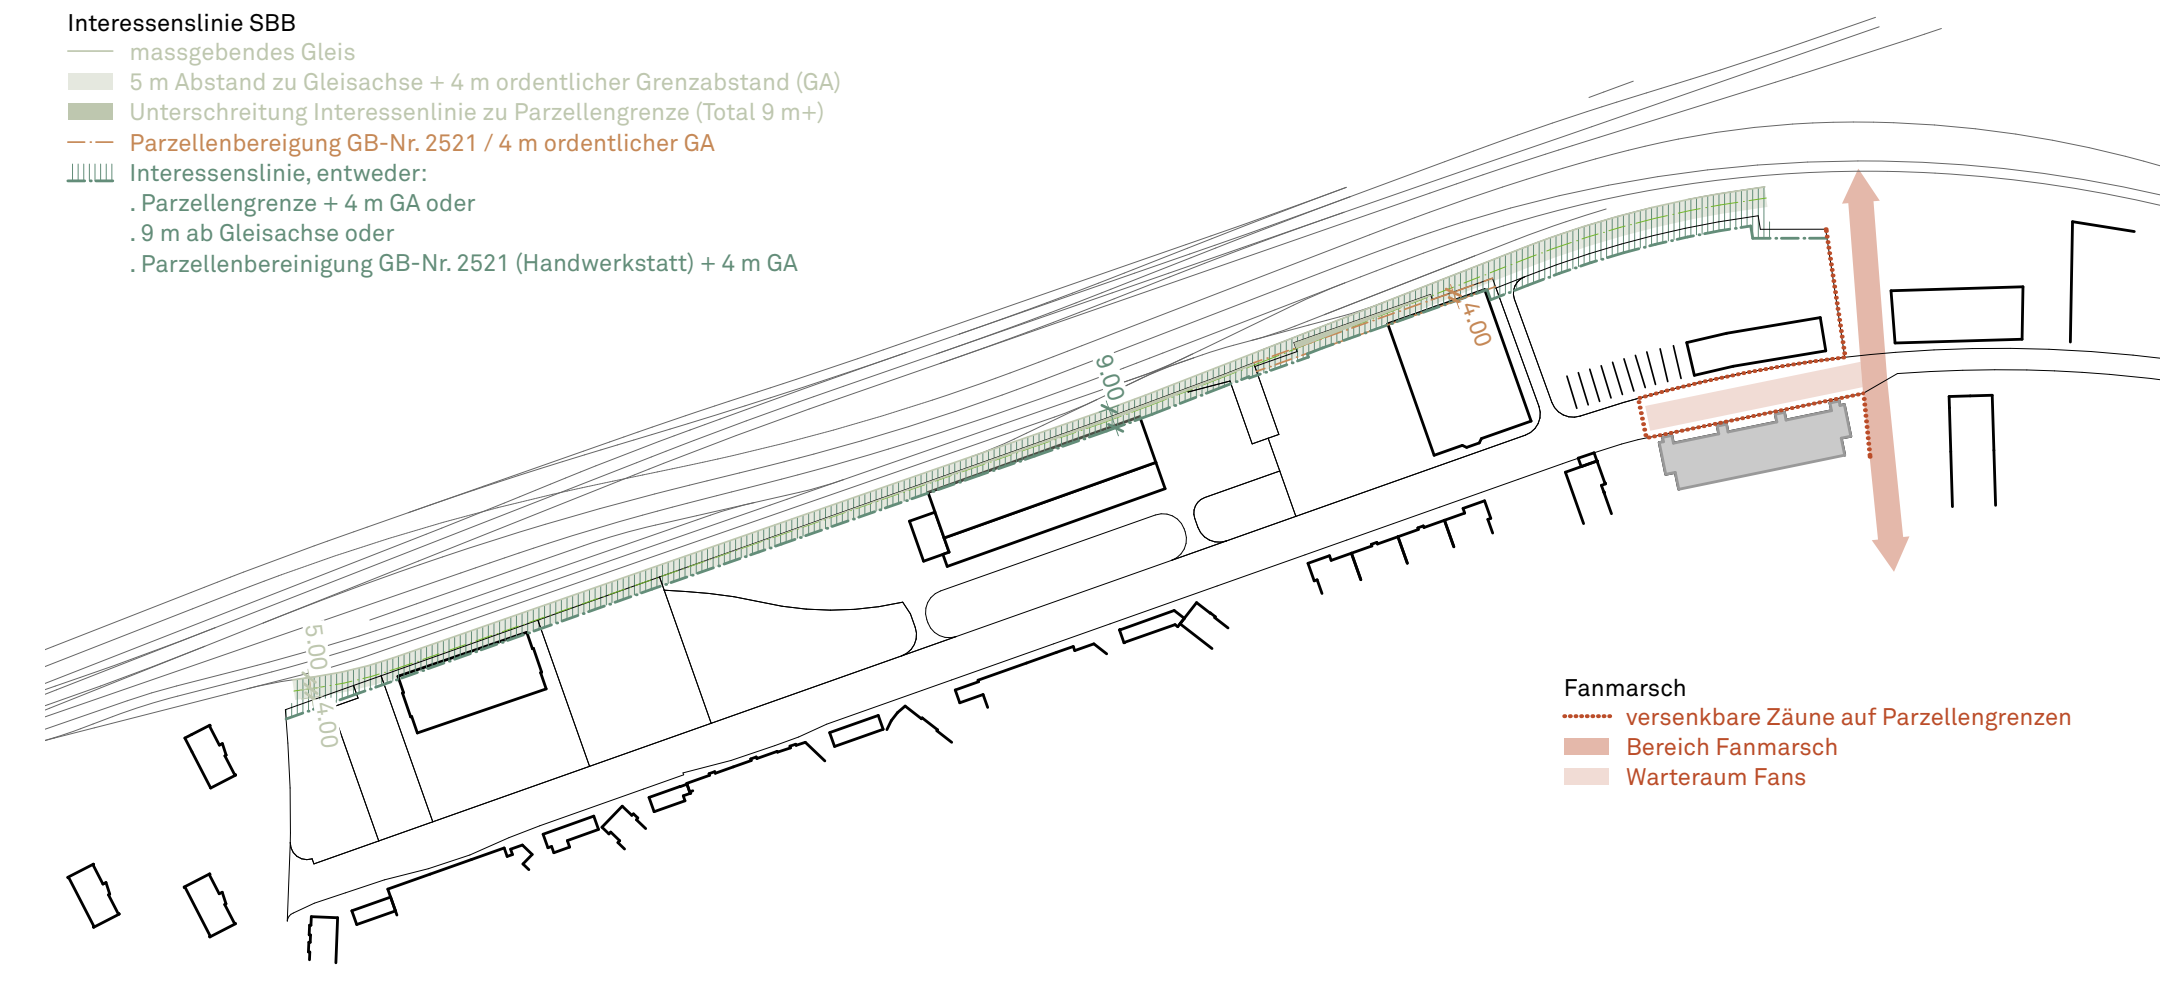 Interessenslinie SBB
massgebendes Gleis
5 m Abstand zu Gleisachse + 4 m ordentlicher Grenzabstand (GA)
Unterschreitung Interessenlinie zu Parzellengrenze (Total 9 m+)
Parzellenbereigung GB-Nr. 2521 / 4 m ordentlicher GA
Interessenslinie, entweder:
. Parzellengrenze + 4 m GA oder
. 9 m ab Gleisachse oder
. Parzellenbereinigung GB-Nr. 2521 (Handwerkstatt) + 4 m GA
4.00
9.00
5.00
4.00
Fanmarsch
versenkbare Zäune auf Parzellengrenzen
Bereich Fanmarsch
Warteraum Fans